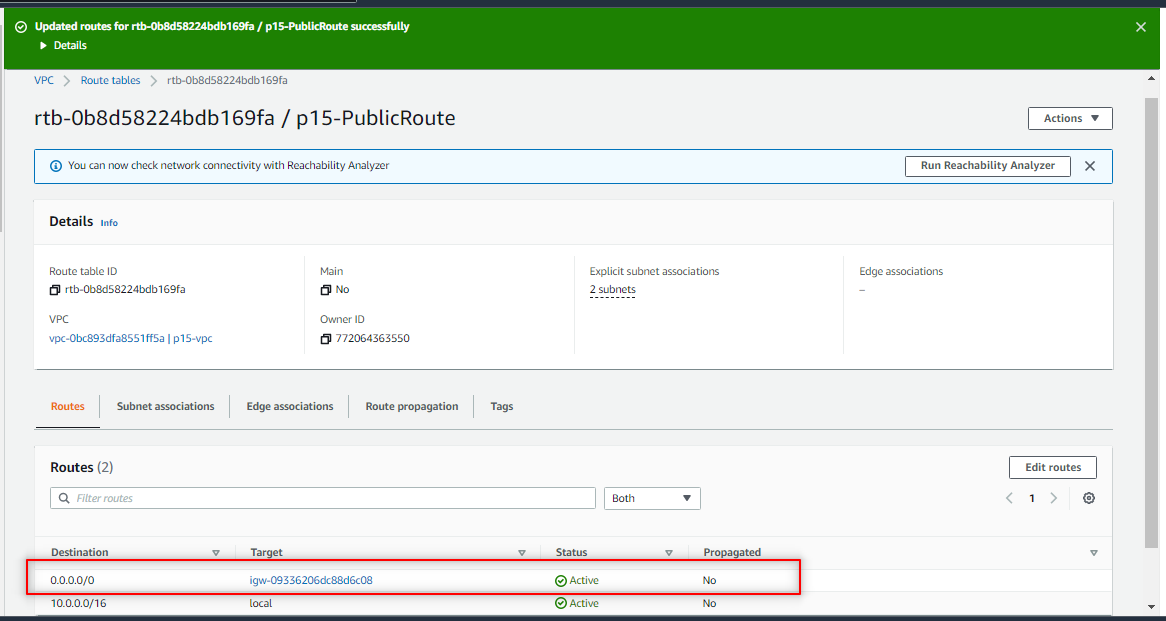 Updated routes for rtb-0b8d58224bdb169fa / p15-PublicRoute successfully
Details
VPC Route tables rtb-0b8d58224bdb169fa
rtb-0b8d58224bdb169fa / p15-PublicRoute
Actions
You can now check network connectivity with Reachability Analyzer
Run Reachability Analyzer
Details Info
Route table ID
rtb-0b8d58224bdb169fa
VPC
vpc-0bc893dfa8551ff5a | p15-vpc
Main
No
Owner ID
772064363550
Explicit subnet associations
2 subnets
Edge associations
–
Routes Subnet associations Edge associations Route propagation Tags
Routes (2)
Edit routes
Filter routes
Both
1
Destination Target Status Propagated
0.0.0.0/0 igw-09336206dc88d6c08 Active No
10.0.0.0/16 local Active No